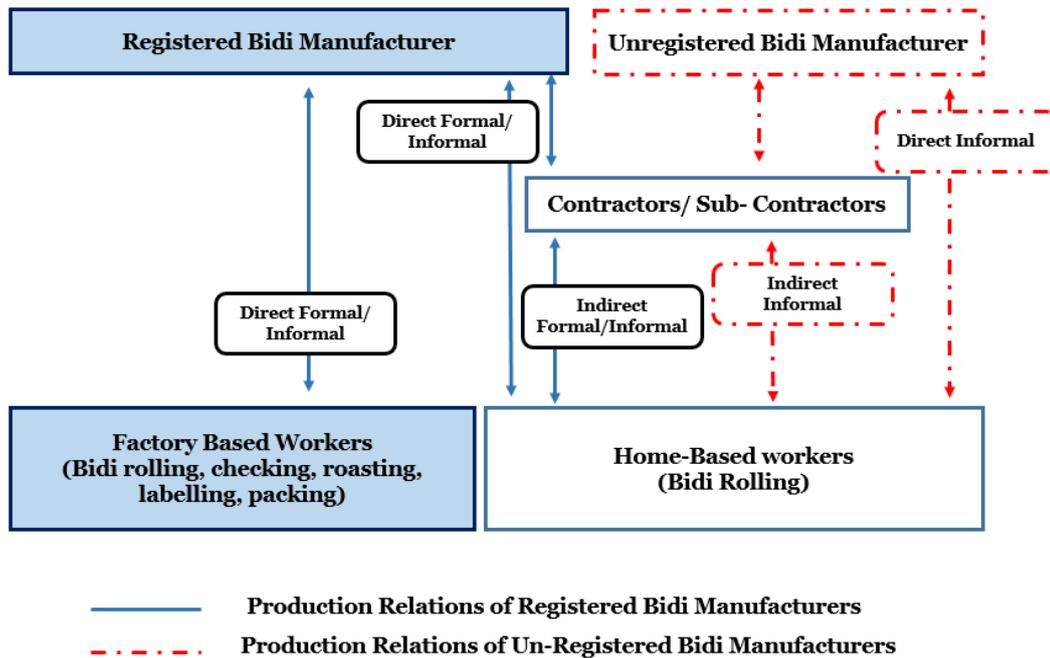 Registered Bidi Manufacturer
Unregistered Bidi Manufacturer
Direct Formal/
Informal
Direct Informal
Contractors/ Sub- Contractors
Direct Formal/
Informal
Indirect
Formal/Informal
Indirect
Informal
Factory Based Workers
(Bidi rolling, checking, roasting,
labelling, packing)
Home-Based workers
(Bidi Rolling)
Production Relations of Registered Bidi Manufacturers
Production Relations of Un-Registered Bidi Manufacturers